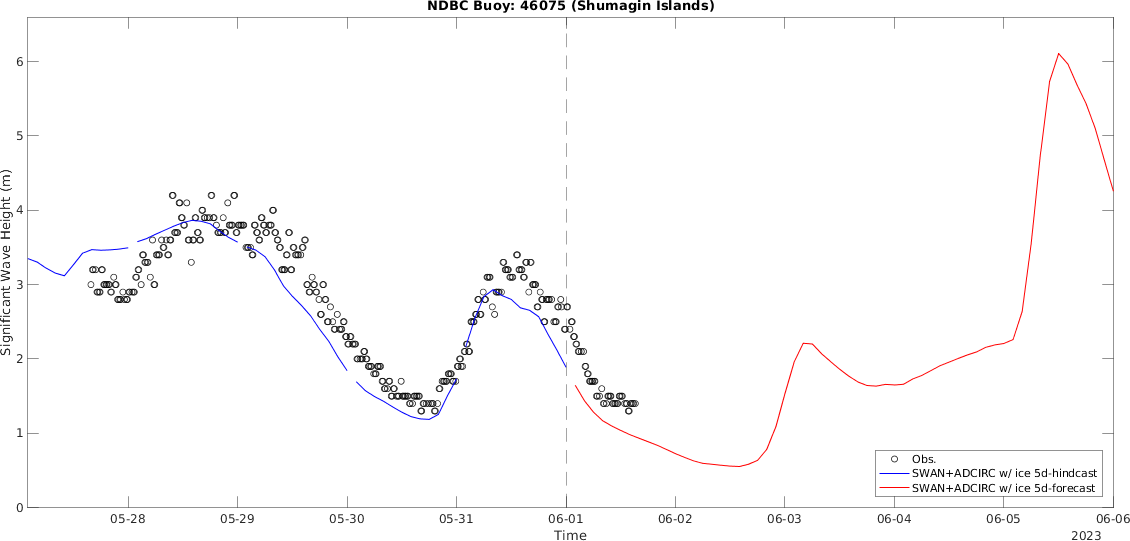 NDBC Buoy: 46075 (Shumagin Islands)
Significant Wave Height (m)
6
5
4
3
2
1
0
Obs.
SWAN+ADCIRC w/ ice 5d-hindcast
SWAN+ADCIRC w/ ice 5d-forecast
05-28 05-29 05-30 05-31 06-01 06-02 06-03 06-04 06-05 06-06
Time
2023